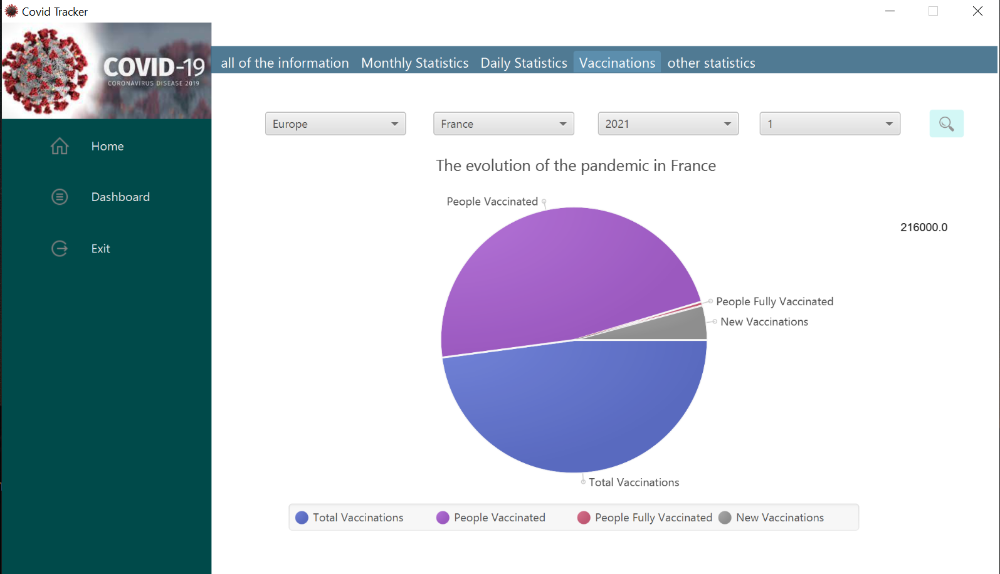 Covid Tracker
COVID-19
CORONAVIRUS DISEASE 2019
all of the information Monthly Statistics Daily Statistics Vaccinations other statistics
Home
Dashboard
Exit
Europe France 2021 1
The evolution of the pandemic in France
People Vaccinated
216000.0
People Fully Vaccinated
New Vaccinations
Total Vaccinations
Total Vaccinations People Vaccinated People Fully Vaccinated New Vaccinations